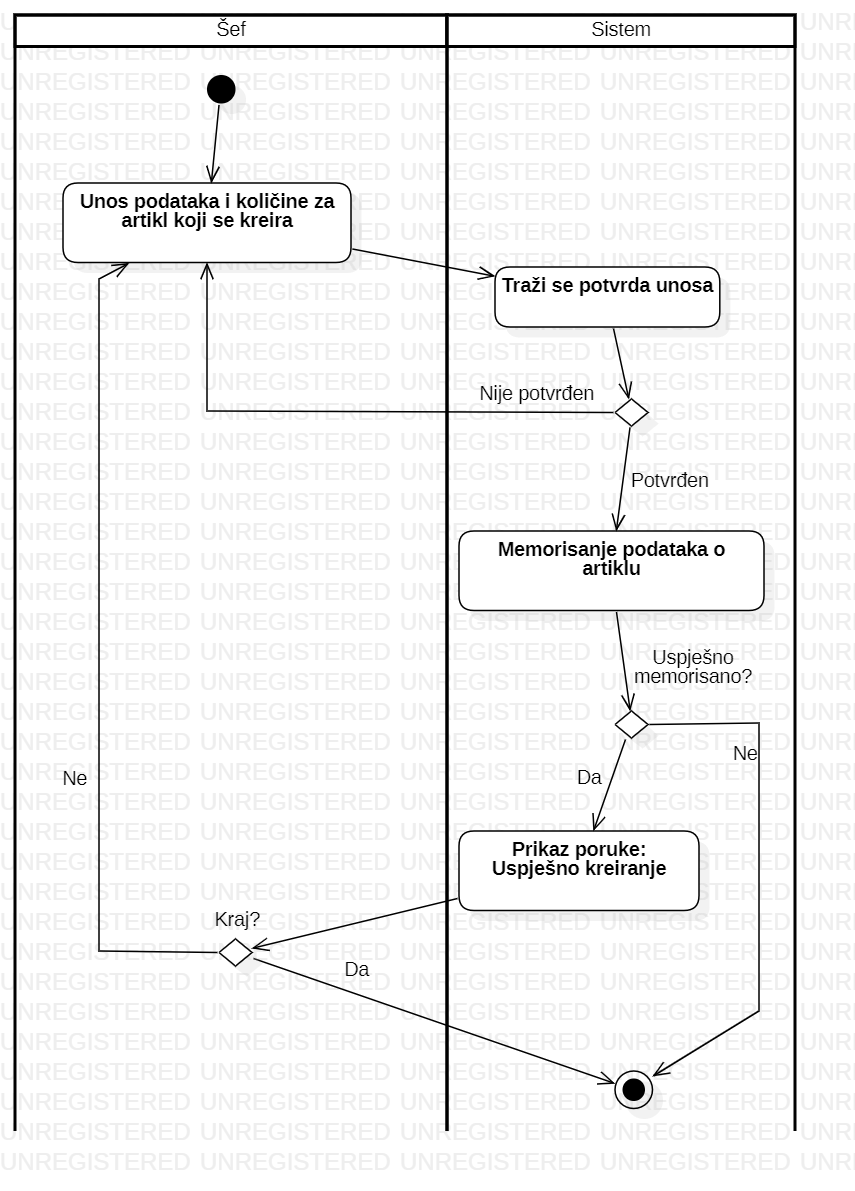 Šef
Sistem
Unos podataka i količine za
artikl koji se kreira
Traži se potvrda unosa
Nije potvrđen
Potvrđen
Memorisanje podataka o
artiklu
Uspješno
memorisano?
Ne
Da
Ne
Prikaz poruke:
Uspješno kreiranje
Kraj?
Da
UNREGISTERED